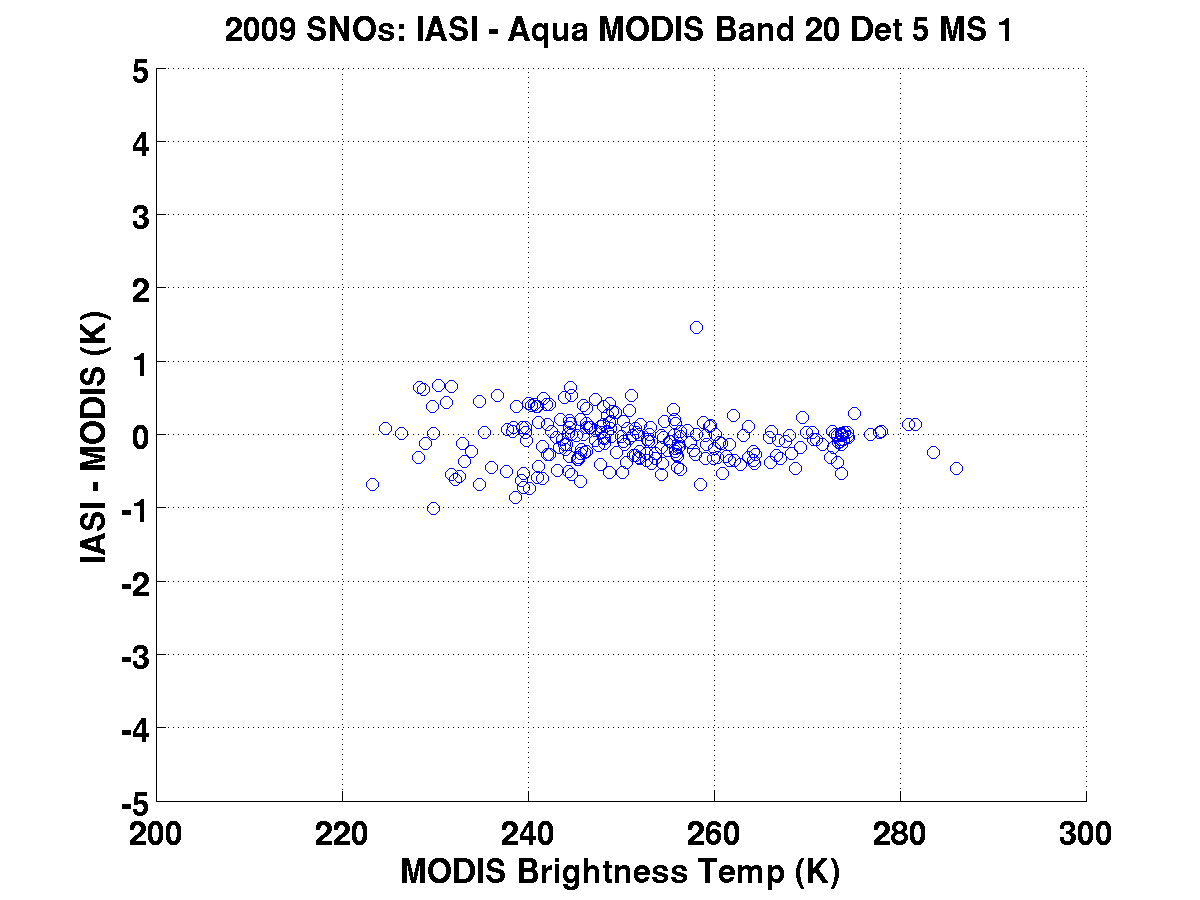 2009 SNOs: IASI - Aqua MODIS Band 20 Det 5 MS 1
5
4
3
2
1
0
-1
-2
-3
-4
-5
IASI - MODIS (K)
200 220 240 260 280 300
MODIS Brightness Temp (K)